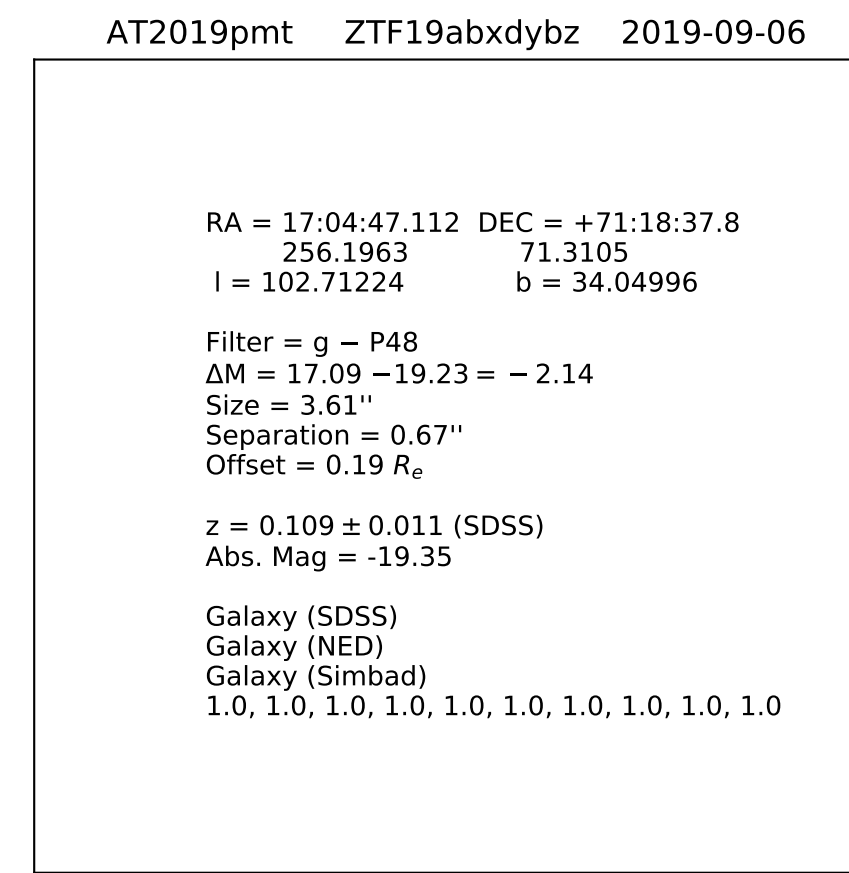 AT2019pmt ZTF19abxdybz 2019-09-06
RA = 17:04:47.112 DEC = +71:18:37.8
256.1963 71.3105
l = 102.71224 b = 34.04996
Filter = g − P48
ΔM = 17.09 −19.23 = − 2.14
Size = 3.61''
Separation = 0.67''
Offset = 0.19 Rₑ
z = 0.109 ± 0.011 (SDSS)
Abs. Mag = -19.35
Galaxy (SDSS)
Galaxy (NED)
Galaxy (Simbad)
1.0, 1.0, 1.0, 1.0, 1.0, 1.0, 1.0, 1.0, 1.0, 1.0